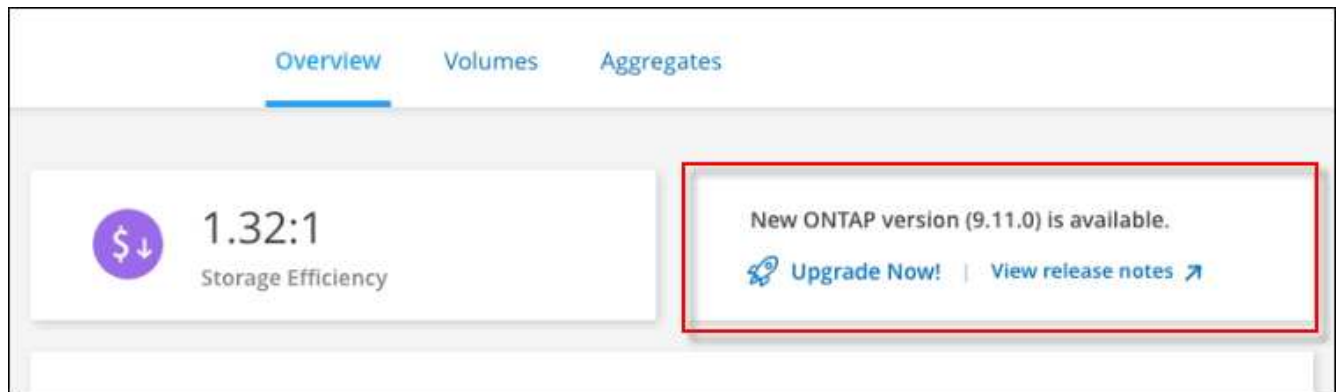 Overview Volumes Aggregates
1.32:1
Storage Efficiency
New ONTAP version (9.11.0) is available.
Upgrade Now! | View release notes